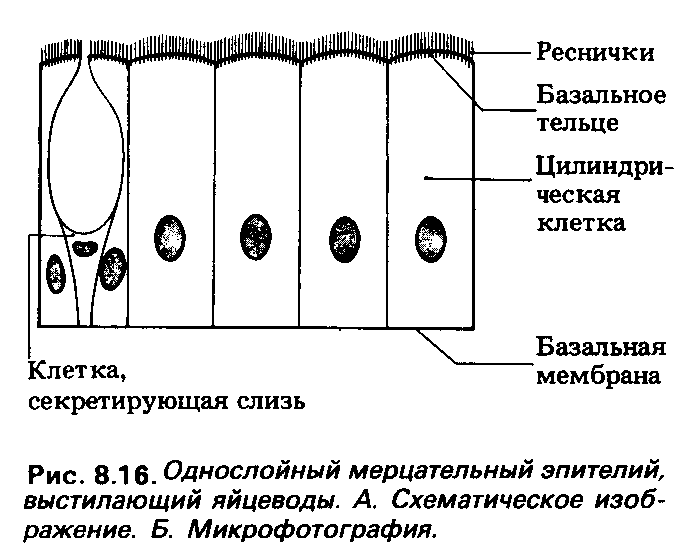 Реснички
Базальное
тельце
Цилиндри-
ческая
клетка
Базальная
мембрана
Клетка,
секретирующая слизь
Рис. 8.16. Однослойный мерцательный эпителий,
выстилающий яйцеводы. А. Схематическое изоб-
ражение. Б. Микрофотография.